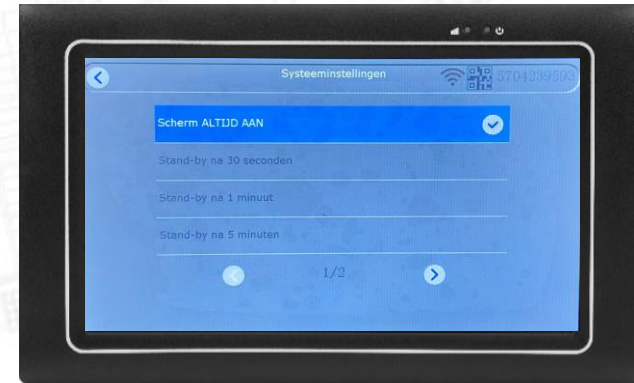 Systeeminstellingen
5704239593
Scherm ALTIJD AAN
Stand-by na 30 seconden
Stand-by na 1 minuut
Stand-by na 5 minuten
1/2